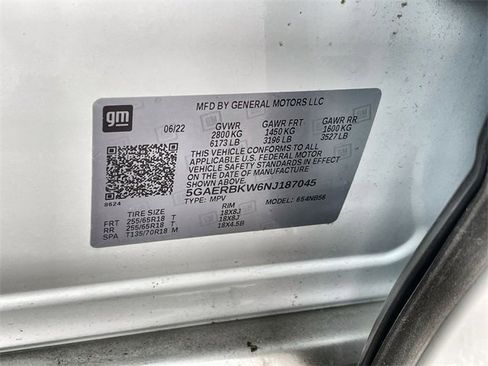 gm
MFD BY GENERAL MOTORS LLC
06/22 GVWR GAWR FRT GAWR RR
2800 KG 1450 KG 1600 KG
6173 LB 3196 LB 3527 LB
THIS VEHICLE CONFORMS TO ALL
APPLICABLE U.S. FEDERAL MOTOR
VEHICLE SAFETY STANDARDS IN EFFECT
ON THE DATE OF MANUFACTURE SHOWN ABOVE.
5GAERBKW6NJ187045
TYPE: MPV MODEL: 654NB56
8624
TIRE SIZE RIM
FRT 255/65R18 T 18X8J
RR 255/65R18 T 18X8J
SPA T135/70R18 M 18X4.5B